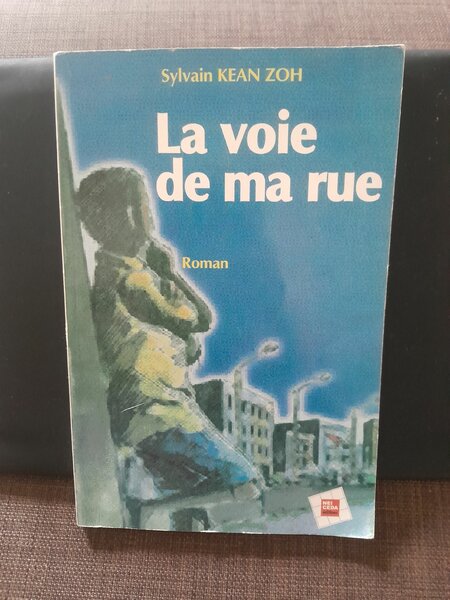 Sylvain KEAN ZOH
La voie
de ma rue
Roman
NEI
CEDA